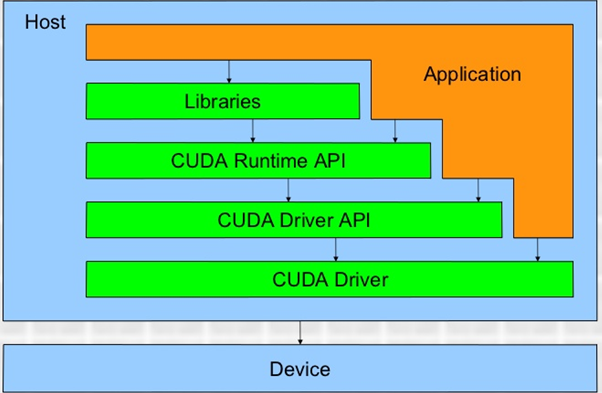 Host
Application
Libraries
CUDA Runtime API
CUDA Driver API
CUDA Driver
Device